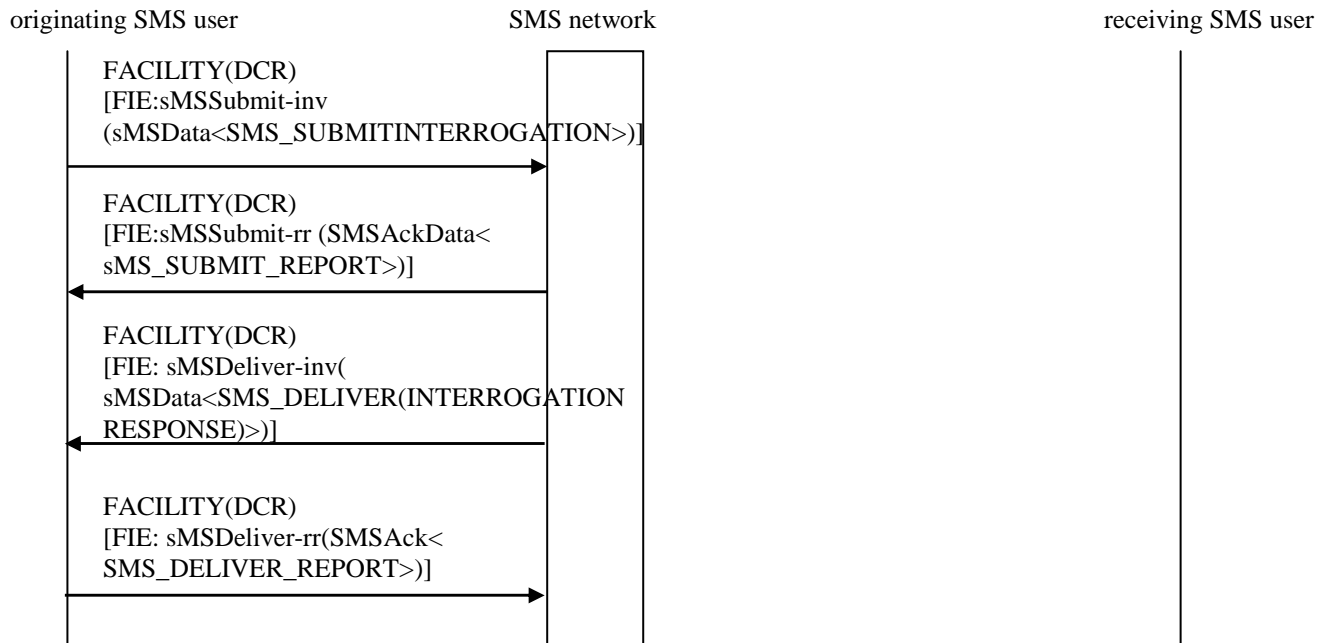 originating SMS user SMS network receiving SMS user
FACILITY(DCR)
[FIE:sMSSubmit-inv
(sMSData<SMS_SUBMITINTERROGATION>)]
FACILITY(DCR)
[FIE:sMSSubmit-rr (SMSAckData<
sMS_SUBMIT_REPORT>)]
FACILITY(DCR)
[FIE: sMSDeliver-inv(
sMSData<SMS_DELIVER(INTERROGATION
RESPONSE)>)]
FACILITY(DCR)
[FIE: sMSDeliver-rr(SMSAck<
SMS_DELIVER_REPORT>)]